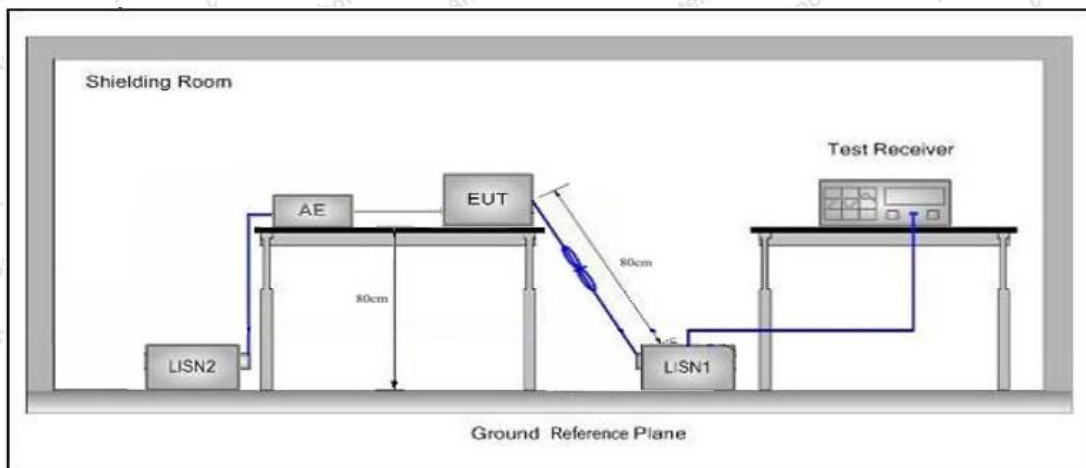 Shielding Room
Test Receiver
AE
EUT
80cm
80cm
LISN2
LISN1
Ground Reference Plane